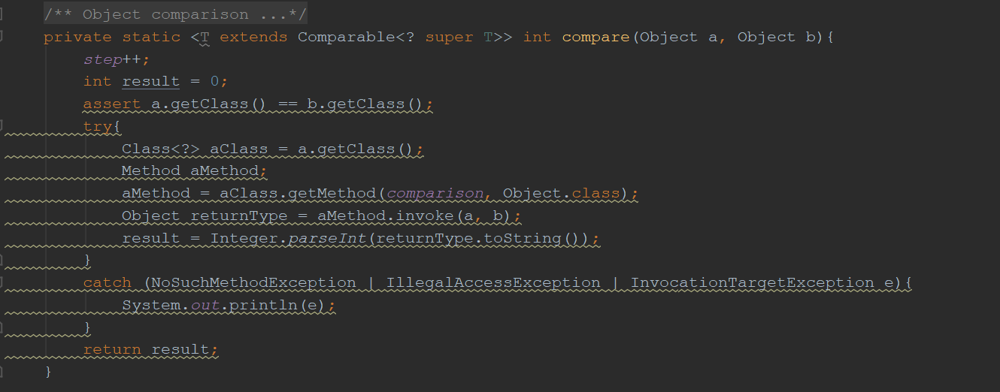 /** Object comparison ...*/
private static <T extends Comparable<? super T>> int compare(Object a, Object b){
step++;
int result = 0;
assert a.getClass() == b.getClass();
try{
Class<?> aClass = a.getClass();
Method aMethod;
aMethod = aClass.getMethod(comparison, Object.class);
Object returnType = aMethod.invoke(a, b);
result = Integer.parseInt(returnType.toString());
}
catch (NoSuchMethodException | IllegalAccessException | InvocationTargetException e){
System.out.println(e);
}
return result;
}